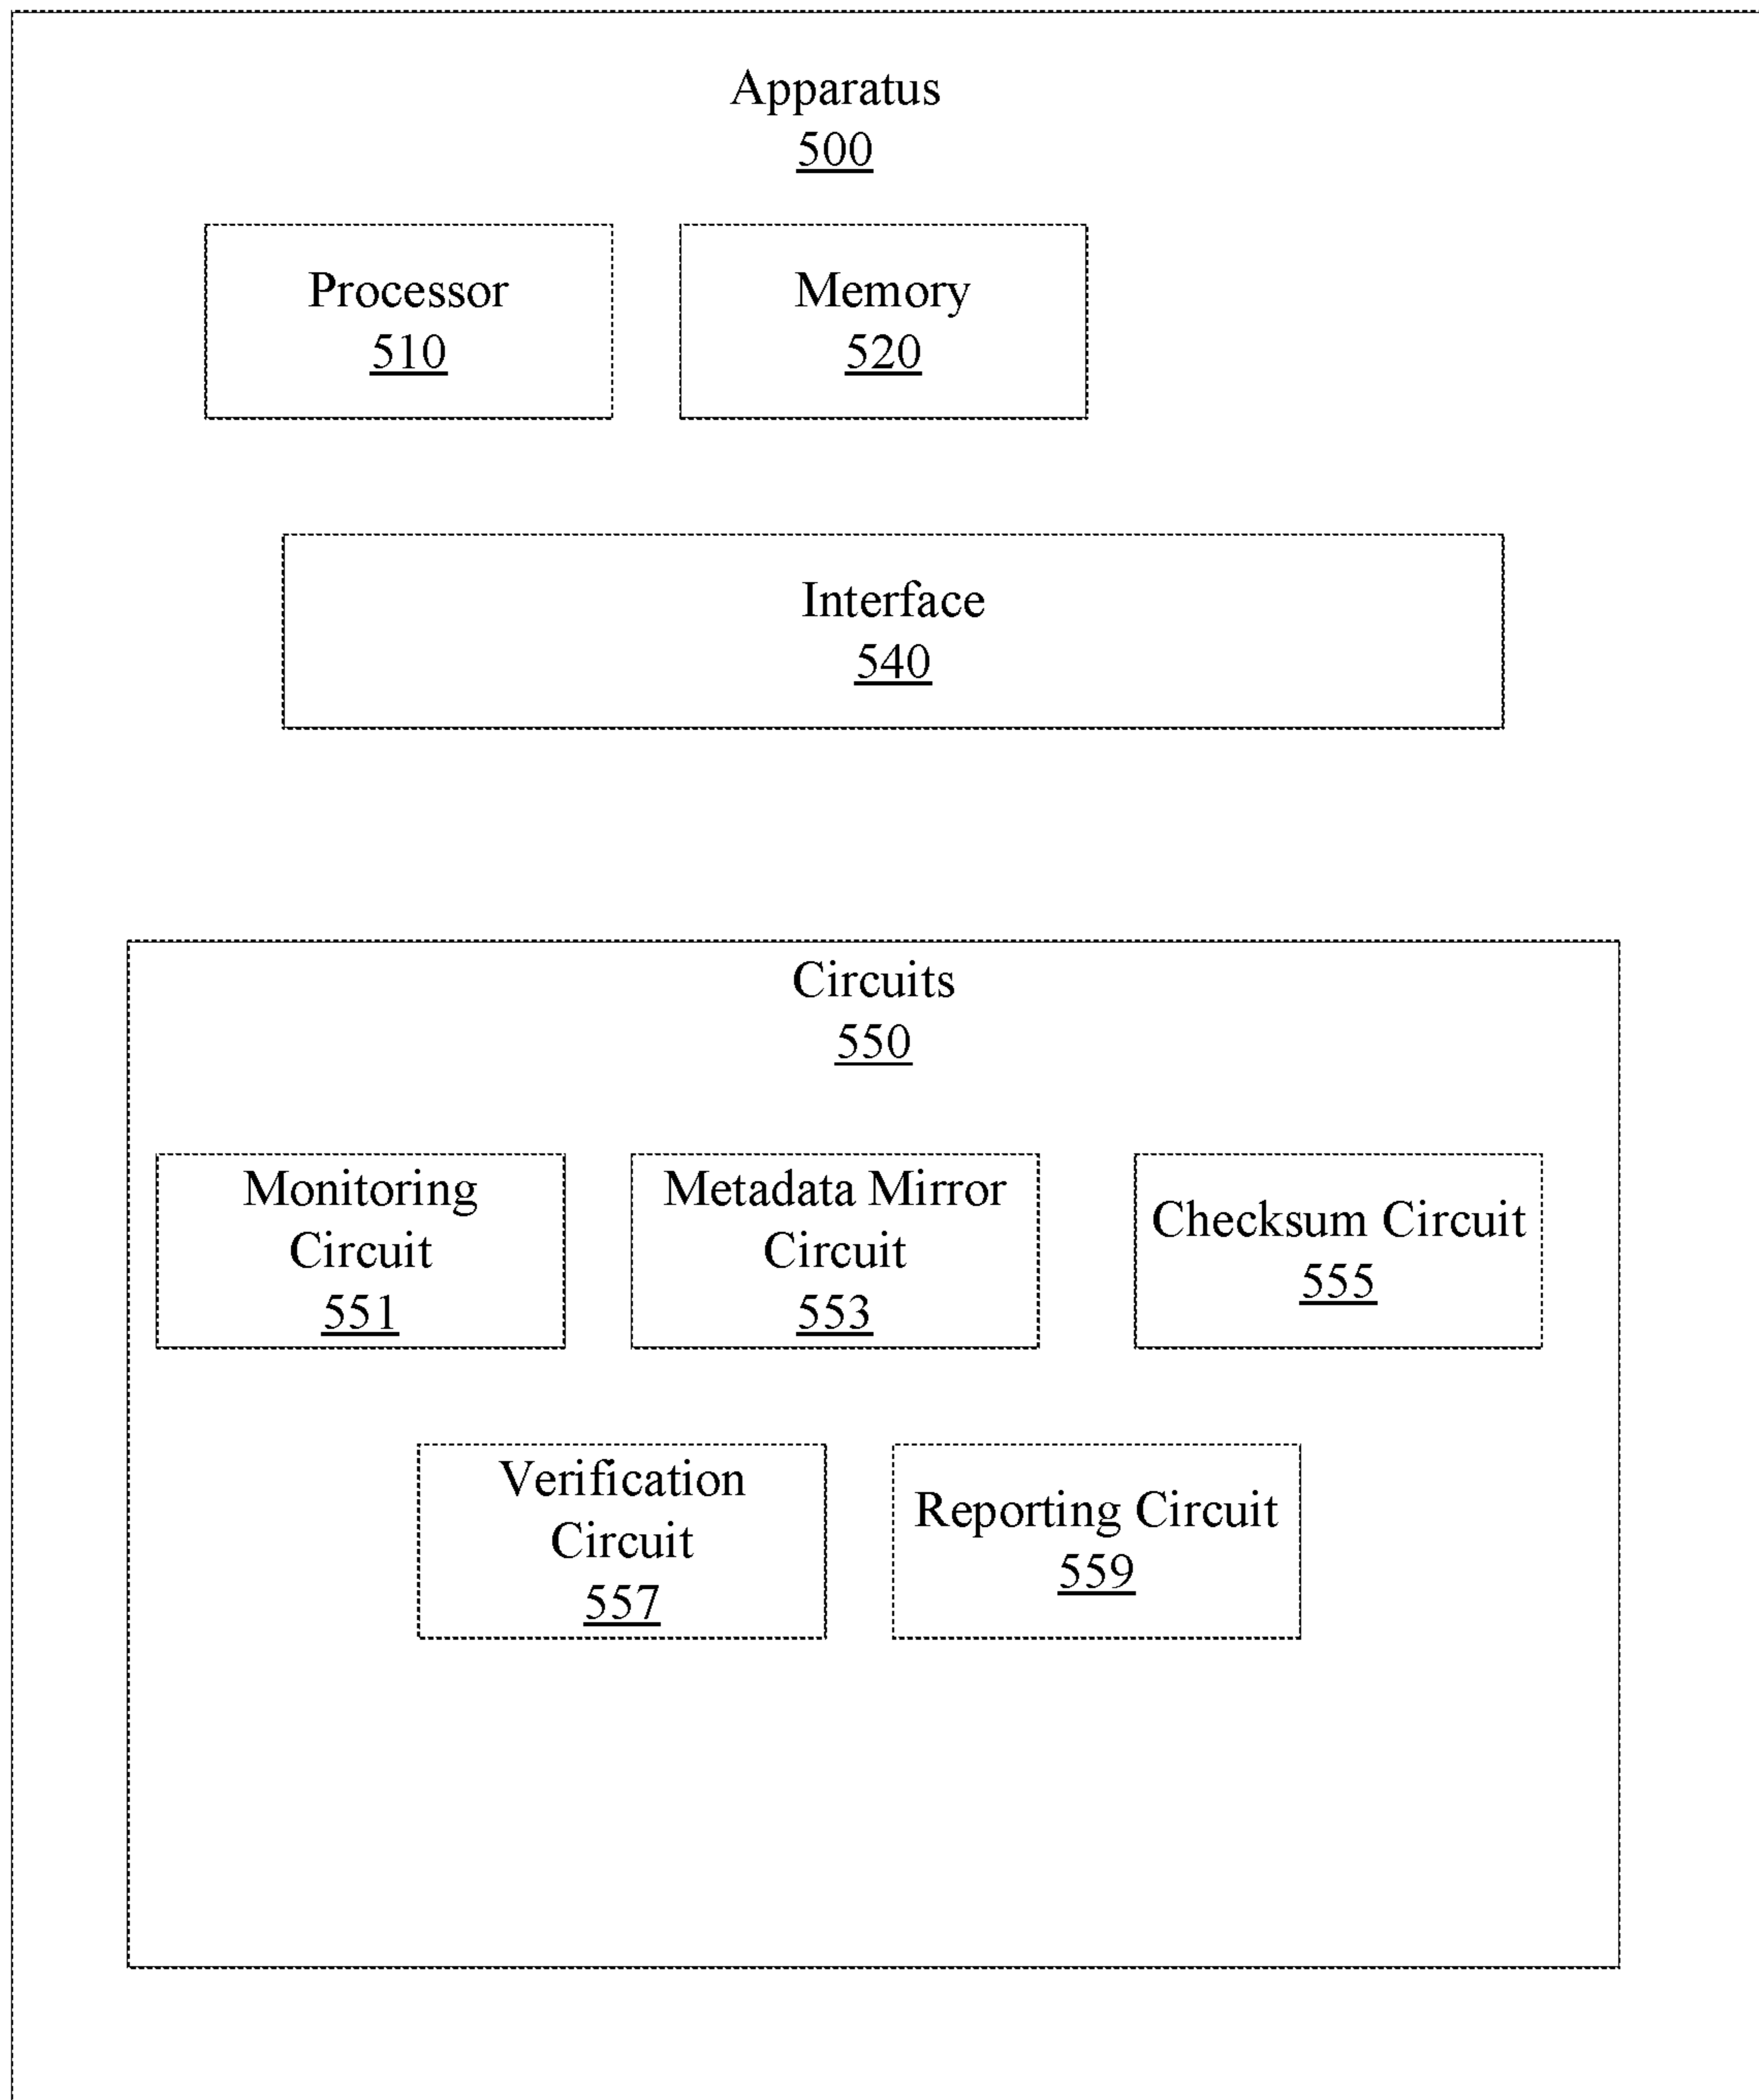 Apparatus
500
Processor
510
Memory
520
Interface
540
Circuits
550
Monitoring
Circuit
551
Metadata Mirror
Circuit
553
Checksum Circuit
555
Verification
Circuit
557
Reporting Circuit
559